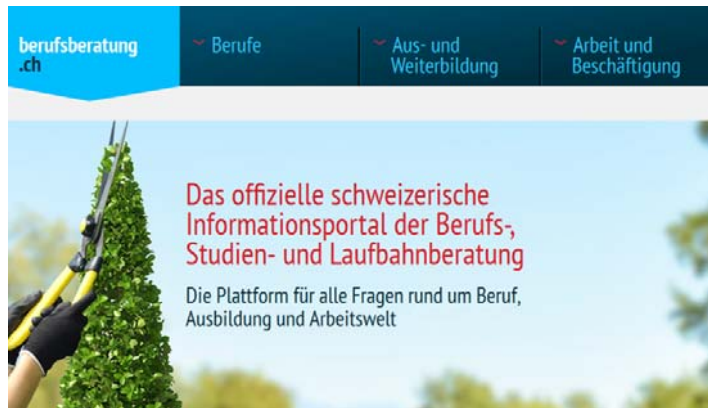 berufsberatung
.ch
Berufe
Aus- und
Weiterbildung
Arbeit und
Beschäftigung
Das offizielle schweizerische
Informationsportal der Berufs-,
Studien- und Laufbahnberatung
Die Plattform für alle Fragen rund um Beruf,
Ausbildung und Arbeitswelt